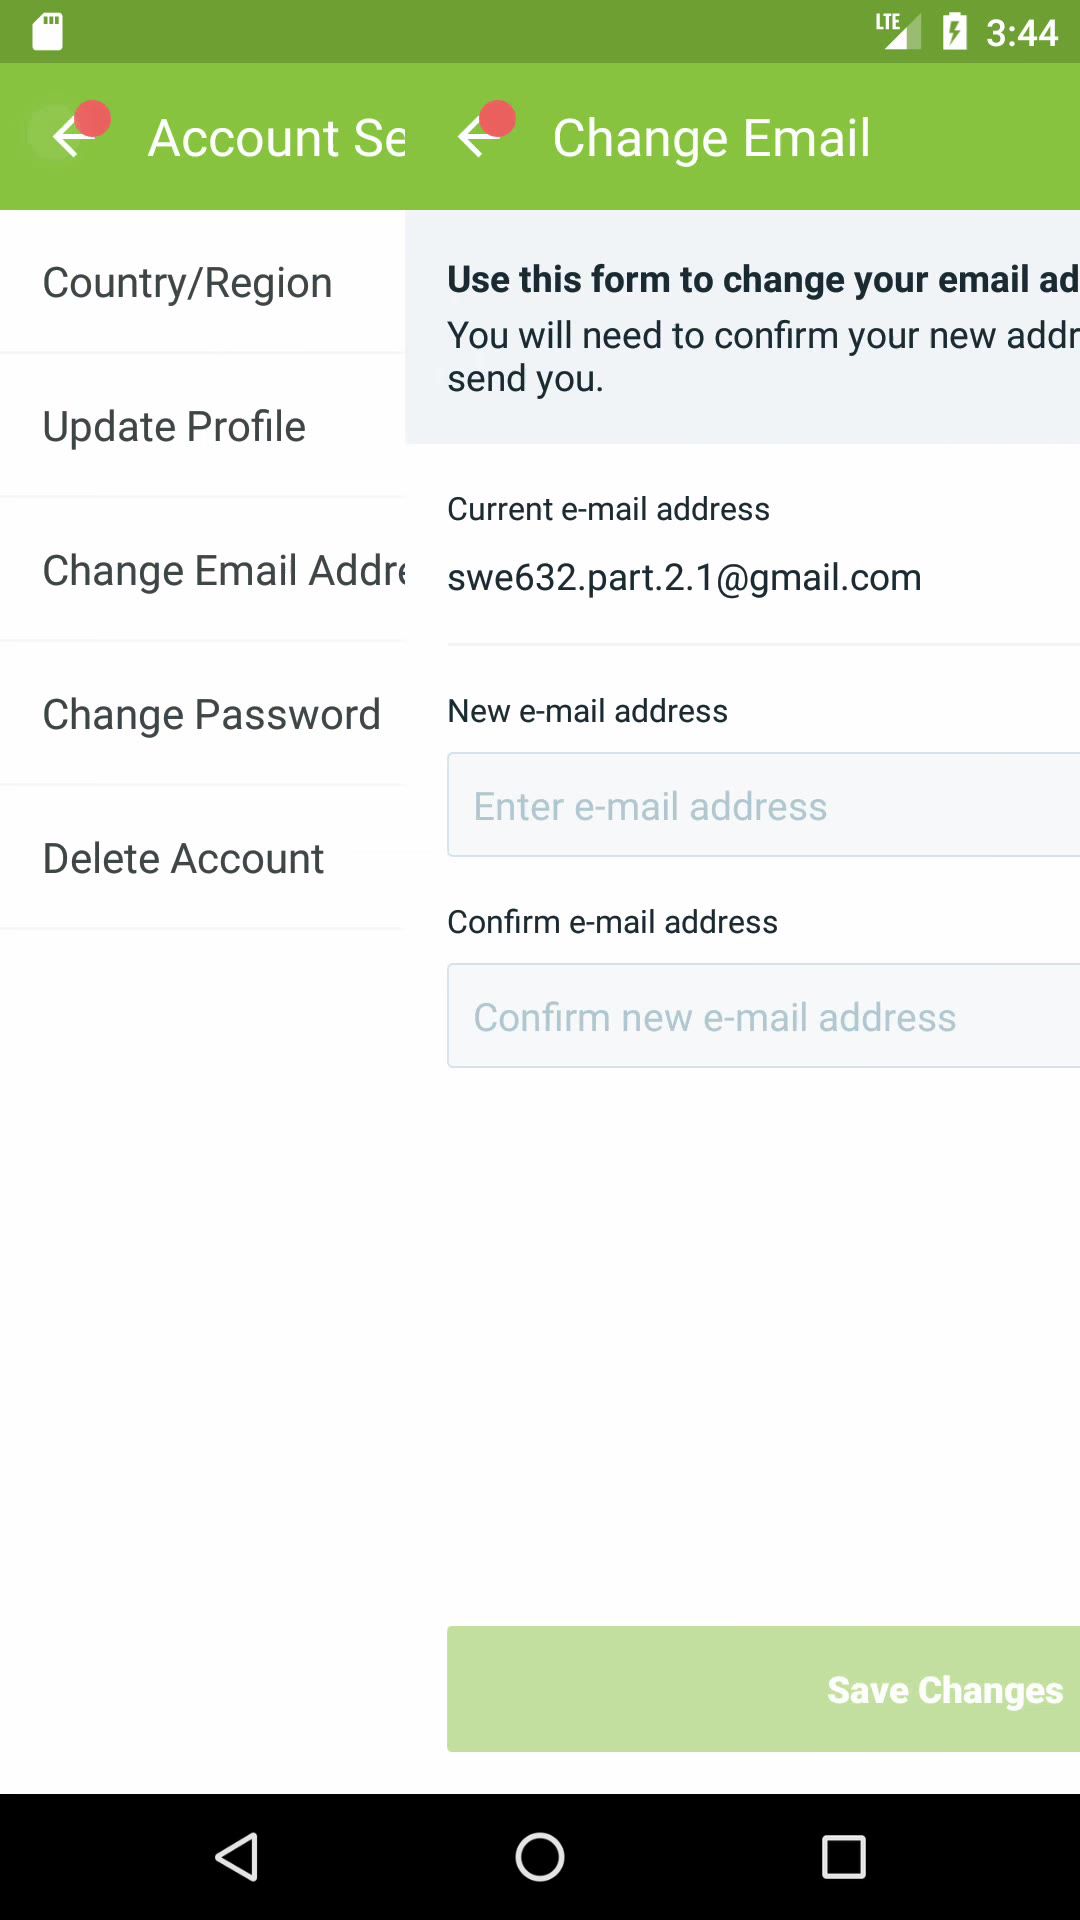 LTE 3:44
Account Se
Change Email
Country/Region
Update Profile
Change Email Addre
Change Password
Delete Account
Use this form to change your email ad
You will need to confirm your new addr
send you.
Current e-mail address
swe632.part.2.1@gmail.com
New e-mail address
Enter e-mail address
Confirm e-mail address
Confirm new e-mail address
Save Changes